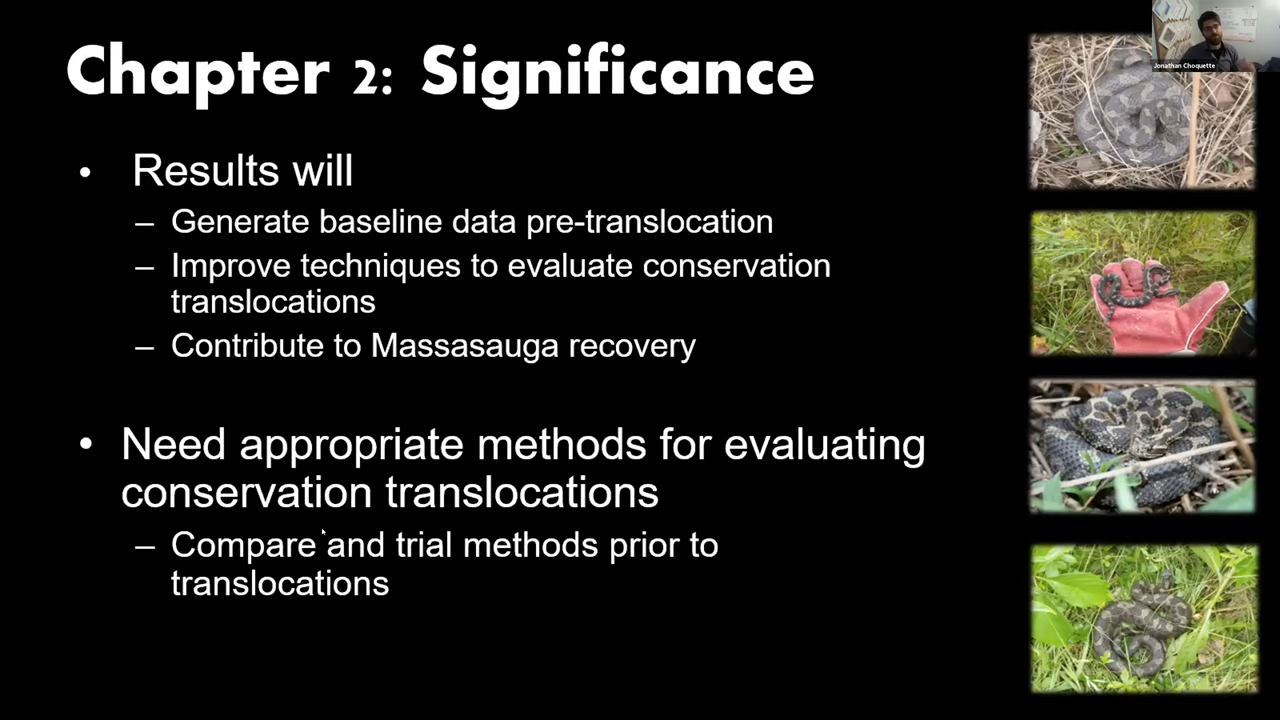 Chapter 2: Significance
Jonathan Choquette
• Results will
– Generate baseline data pre-translocation
– Improve techniques to evaluate conservation
translocations
– Contribute to Massasauga recovery
• Need appropriate methods for evaluating
conservation translocations
– Compare and trial methods prior to
translocations